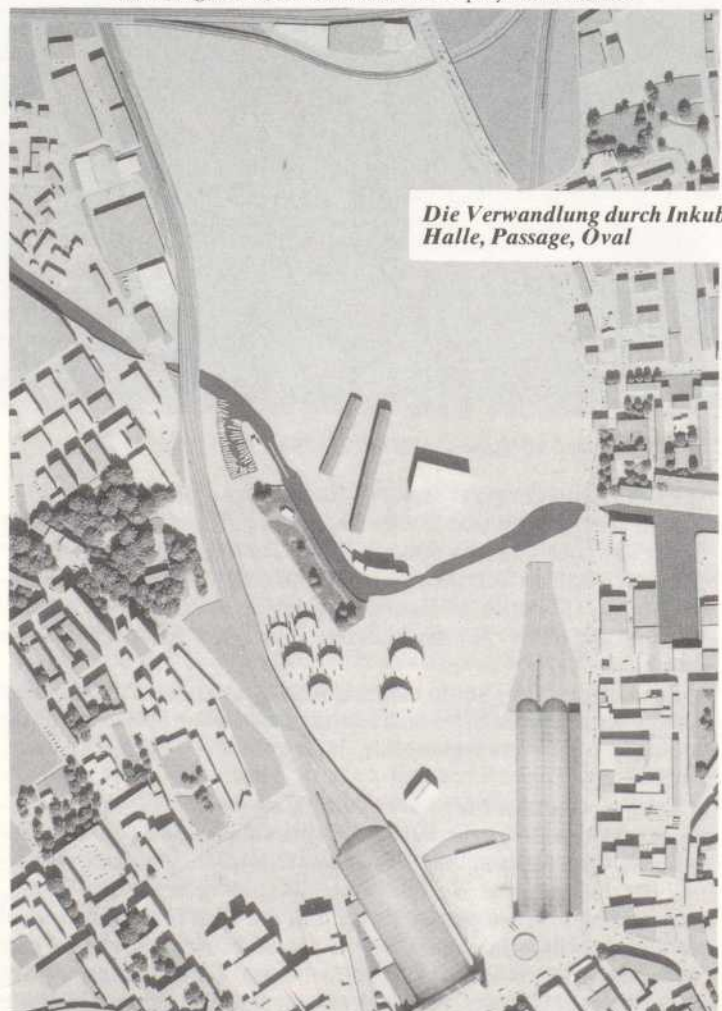 Die Verwandlung durch Inkub
Halle, Passage, Oval